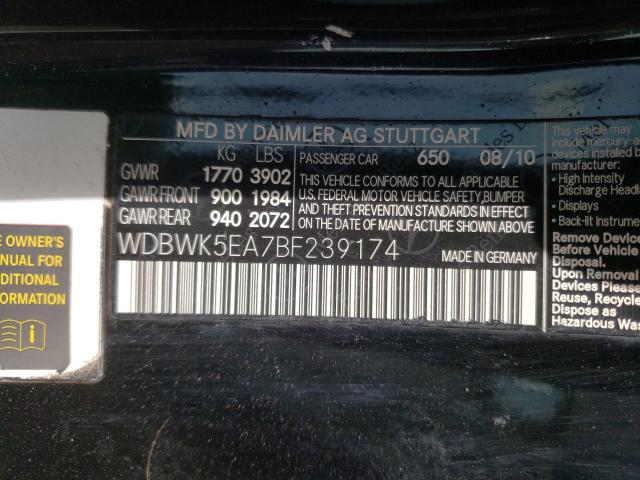 MFD BY DAIMLER AG STUTTGART
KG LBS
GVWR 1770 3902
GAWR FRONT 900 1984
GAWR REAR 940 2072
PASSENGER CAR 650 08/10
THIS VEHICLE CONFORMS TO ALL APPLICABLE
U.S. FEDERAL MOTOR VEHICLE SAFETY, BUMPER
AND THEFT PREVENTION STANDARDS IN EFFECT
ON THE DATE OF MANUFACTURE SHOWN ABOVE
WDBWK5EA7BF239174
MADE IN GERMANY
OWNER'S
MANUAL FOR
This vehicle may
include mercury-
devices installed b
manufacturer:
- High Intensity
Discharge Head
- Displays
- Back-lit Instrum
Remove Device
Before Vehicle
Disposal.
Upon Removal
Devices Please
Reuse, Recycle
Dispose as
Hazardous Was